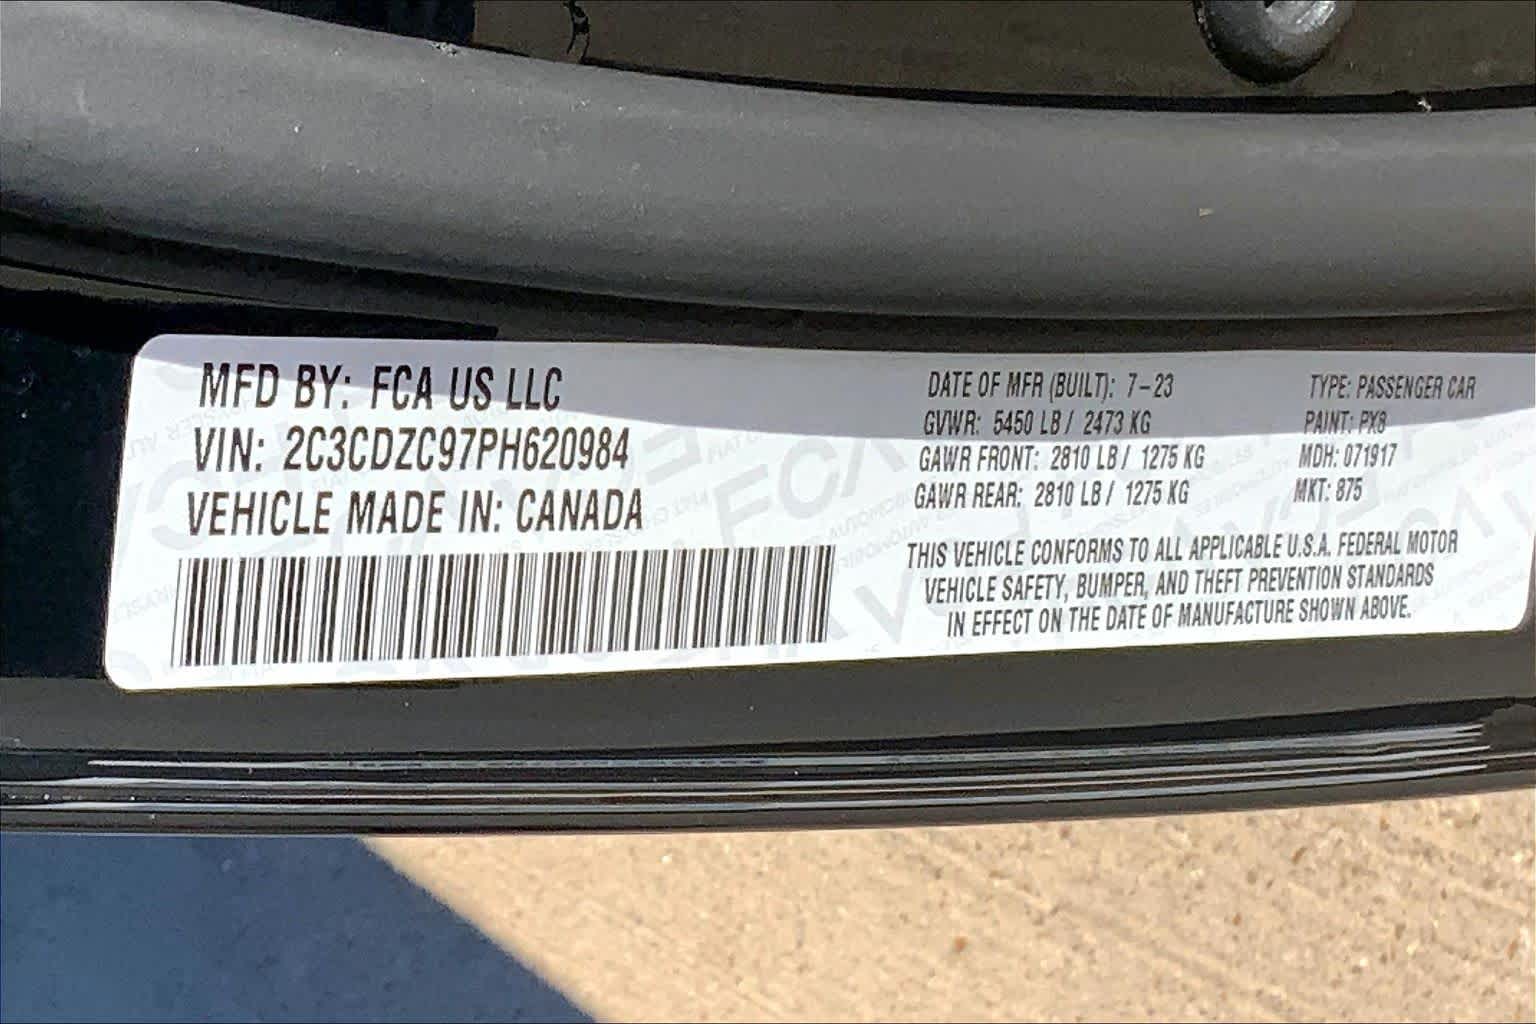 MFD BY: FCA US LLC
VIN: 2C3CDZC97PH620984
VEHICLE MADE IN: CANADA
DATE OF MFR (BUILT): 7-23
GVWR: 5450 LB / 2473 KG
GAWR FRONT: 2810 LB / 1275 KG
GAWR REAR: 2810 LB / 1275 KG
TYPE: PASSENGER CAR
PAINT: PX8
MDH: 071917
MKT: 875
THIS VEHICLE CONFORMS TO ALL APPLICABLE U.S.A. FEDERAL MOTOR
VEHICLE SAFETY, BUMPER, AND THEFT PREVENTION STANDARDS
IN EFFECT ON THE DATE OF MANUFACTURE SHOWN ABOVE.